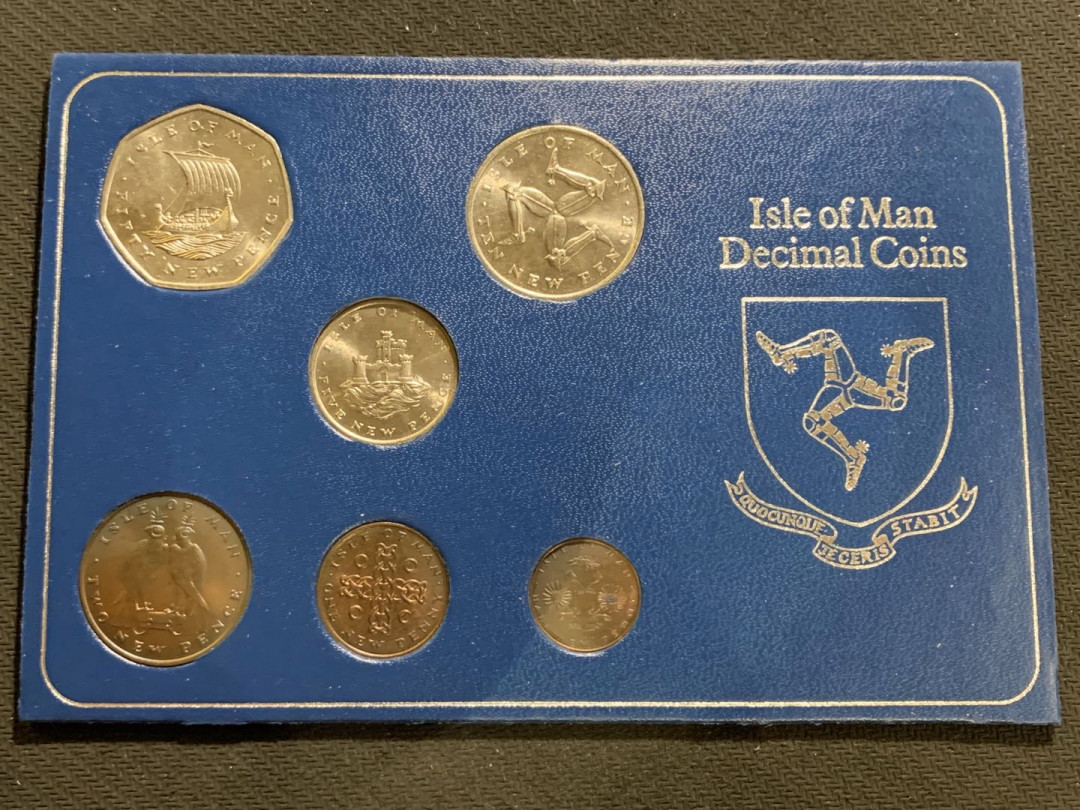 ISLE OF MAN
FIFTY NEW PENCE
ISLE OF MAN
TEN NEW PENCE
Isle of Man
Decimal Coins
ISLE OF MAN
FIVE NEW PENCE
QUOCUNQUE
JECERIS
STABIT
ISLE OF MAN
TWO NEW PENCE
ISLE OF MAN
ONE NEW PENNY